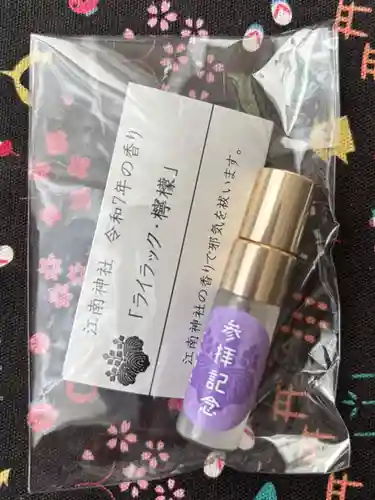 江南神社　令和7年の香り
「ライラック・檸檬」
江南神社の香りで邪気を祓います。
参拝記念